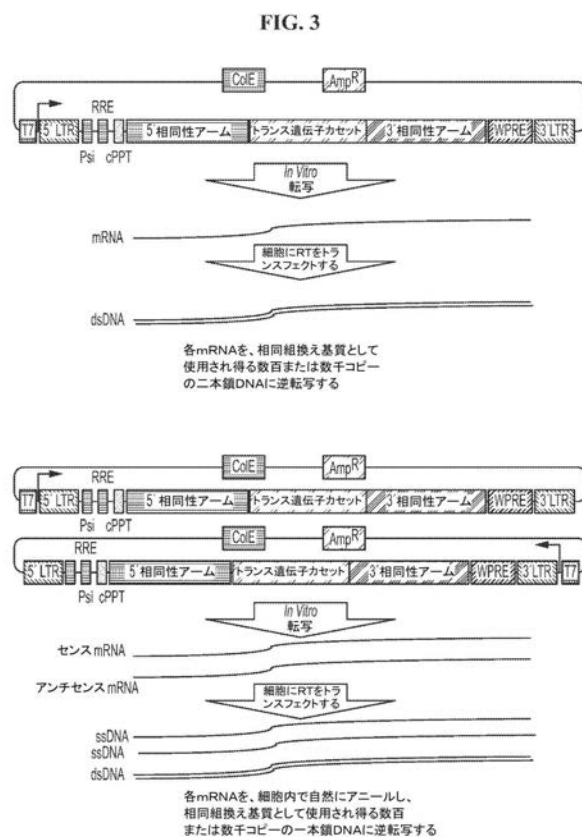 FIG. 3
ColE AmpR
RRE
T7 5' LTR 5'相同性アーム トランス遺伝子カセット 3'相同性アーム WPRE 3'LTR
Psi cPPT
In Vitro
転写
mRNA
細胞にRTをトラ
ンスフェクトする
dsDNA
各mRNAを、相同組換え基質として
使用され得る数百または数千コピー
の二本鎖DNAに逆転写する
ColE AmpR
RRE
T7 5' LTR 5'相同性アーム トランス遺伝子カセット 3'相同性アーム WPRE 3'LTR
Psi cPPT
ColE AmpR
RRE
5' LTR 5'相同性アーム トランス遺伝子カセット 3'相同性アーム WPRE 3'LTR T7
Psi cPPT
In Vitro
転写
センスmRNA
アンチセンスmRNA
細胞にRTをトラ
ンスフェクトする
ssDNA
ssDNA
dsDNA
各mRNAを、細胞内で自然にアニールし、
相同組換え基質として使用され得る数百
または数千コピーの一本鎖DNAに逆転写する